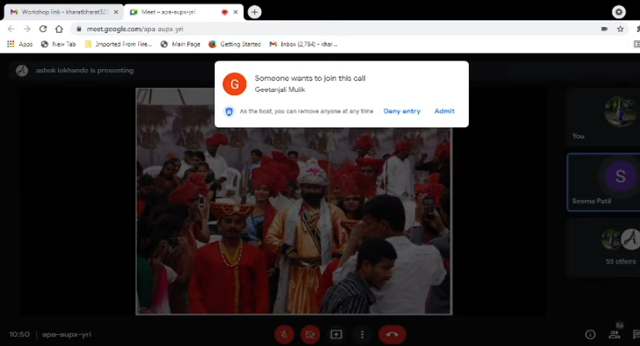 Workshop link - kharatbharat32
Meet – apa-aupx-yri
meet.google.com/apa-aupx-yri
Apps
New Tab
Imported From Fire...
Main Page
Getting Started
Inbox (2,784) - khar...
ashok lokhande is presenting
G
Someone wants to join this call
Geetanjali Mulik
As the host, you can remove anyone at any time
Deny entry
Admit
You
S
Seema Patil
53 others
10:50 | apa-aupx-yri